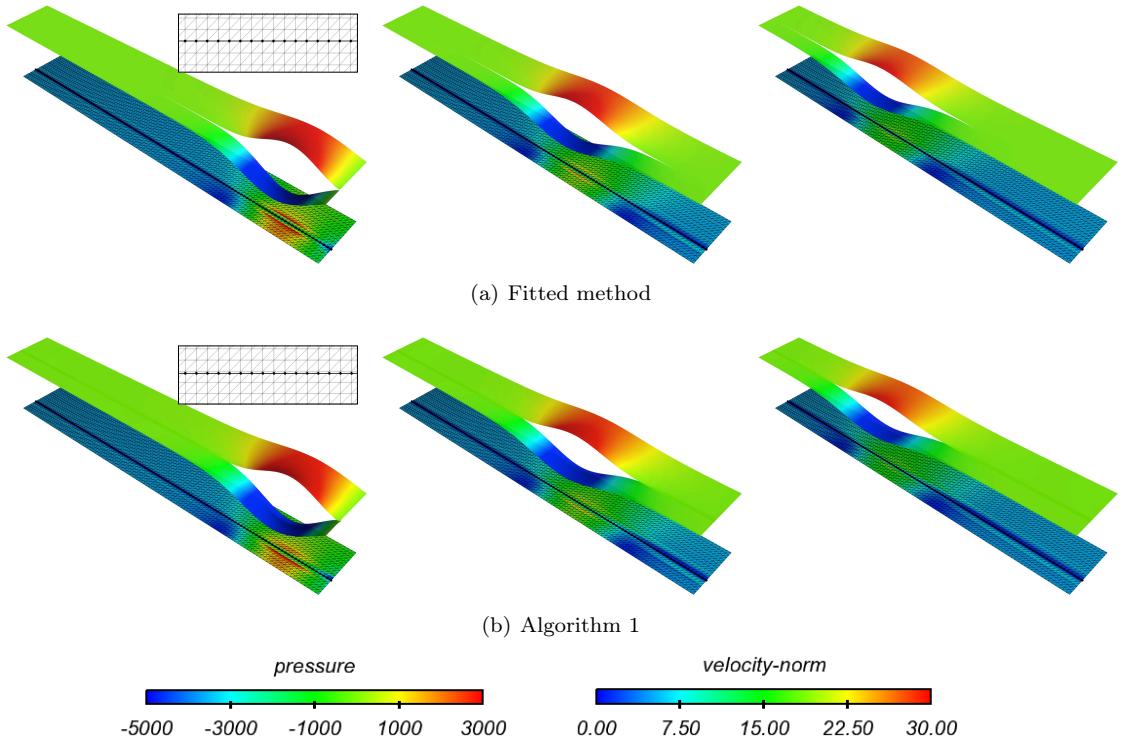 (a) Fitted method
(b) Algorithm 1
pressure
-5000 -3000 -1000 1000 3000
velocity-norm
0.00 7.50 15.00 22.50 30.00